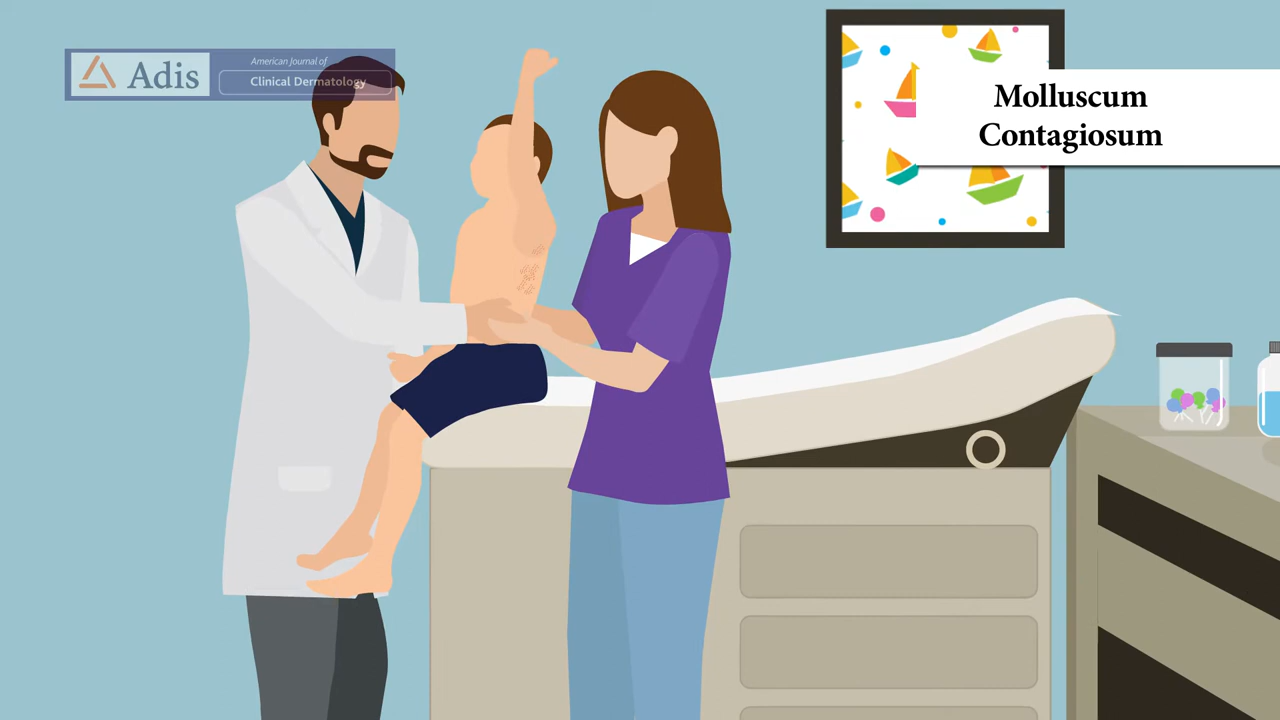 Adis
American Journal of
Clinical Dermatology
Molluscum
Contagiosum